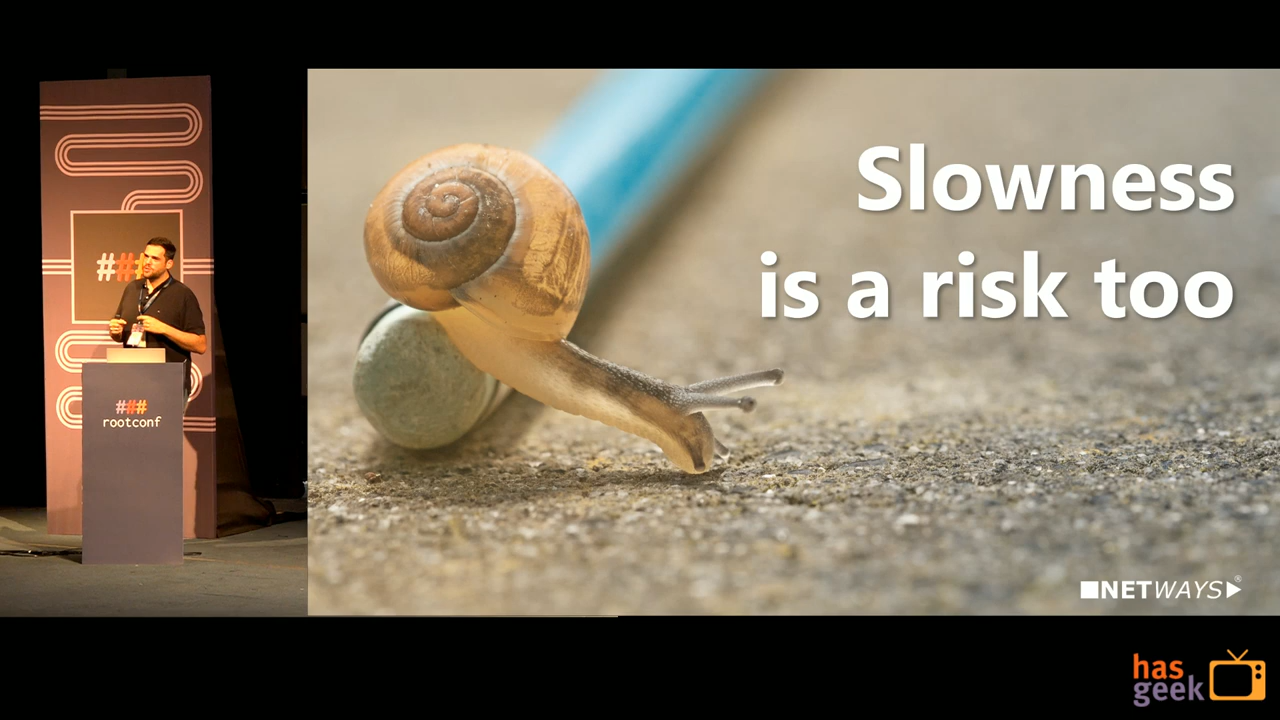 ###
###
rootconf
Slowness
is a risk too
NETWAYS®
has
geek